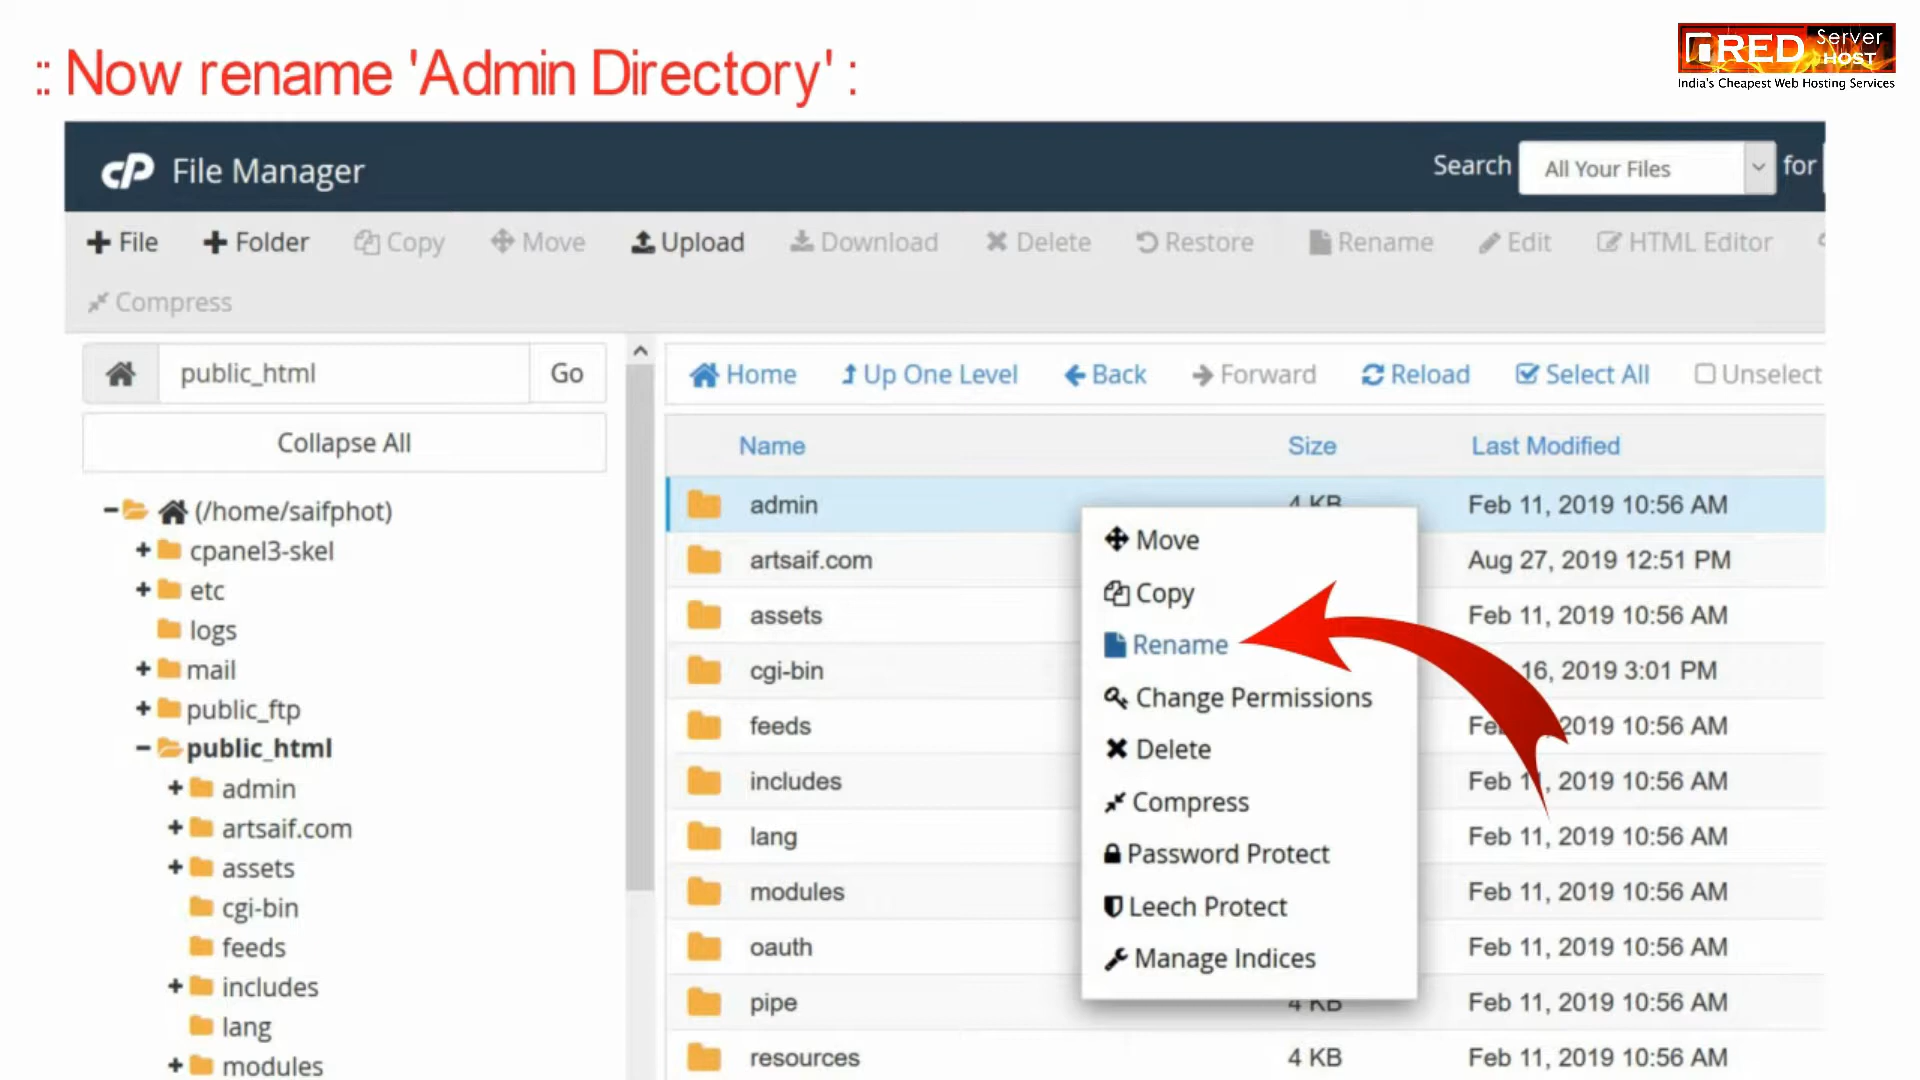 :: Now rename 'Admin Directory' :
RED Server HOST
India's Cheapest Web Hosting Services
cP File Manager
Search All Your Files for
File Folder Copy Move Upload Download Delete Restore Rename Edit HTML Editor
Compress
public_html Go
Collapse All
(/home/saifphot)
cpanel3-skel
etc
logs
mail
public_ftp
public_html
admin
artsaif.com
assets
cgi-bin
feeds
includes
lang
modules
Home Up One Level Back Forward Reload Select All Unselect
Name Size Last Modified
admin 4 KB Feb 11, 2019 10:56 AM
artsaif.com Aug 27, 2019 12:51 PM
assets Feb 11, 2019 10:56 AM
cgi-bin 16, 2019 3:01 PM
feeds 2019 10:56 AM
includes Feb 11, 2019 10:56 AM
lang Feb 11, 2019 10:56 AM
modules Feb 11, 2019 10:56 AM
oauth Feb 11, 2019 10:56 AM
pipe 4 KB Feb 11, 2019 10:56 AM
resources 4 KB Feb 11, 2019 10:56 AM
Move
Copy
Rename
Change Permissions
Delete
Compress
Password Protect
Leech Protect
Manage Indices